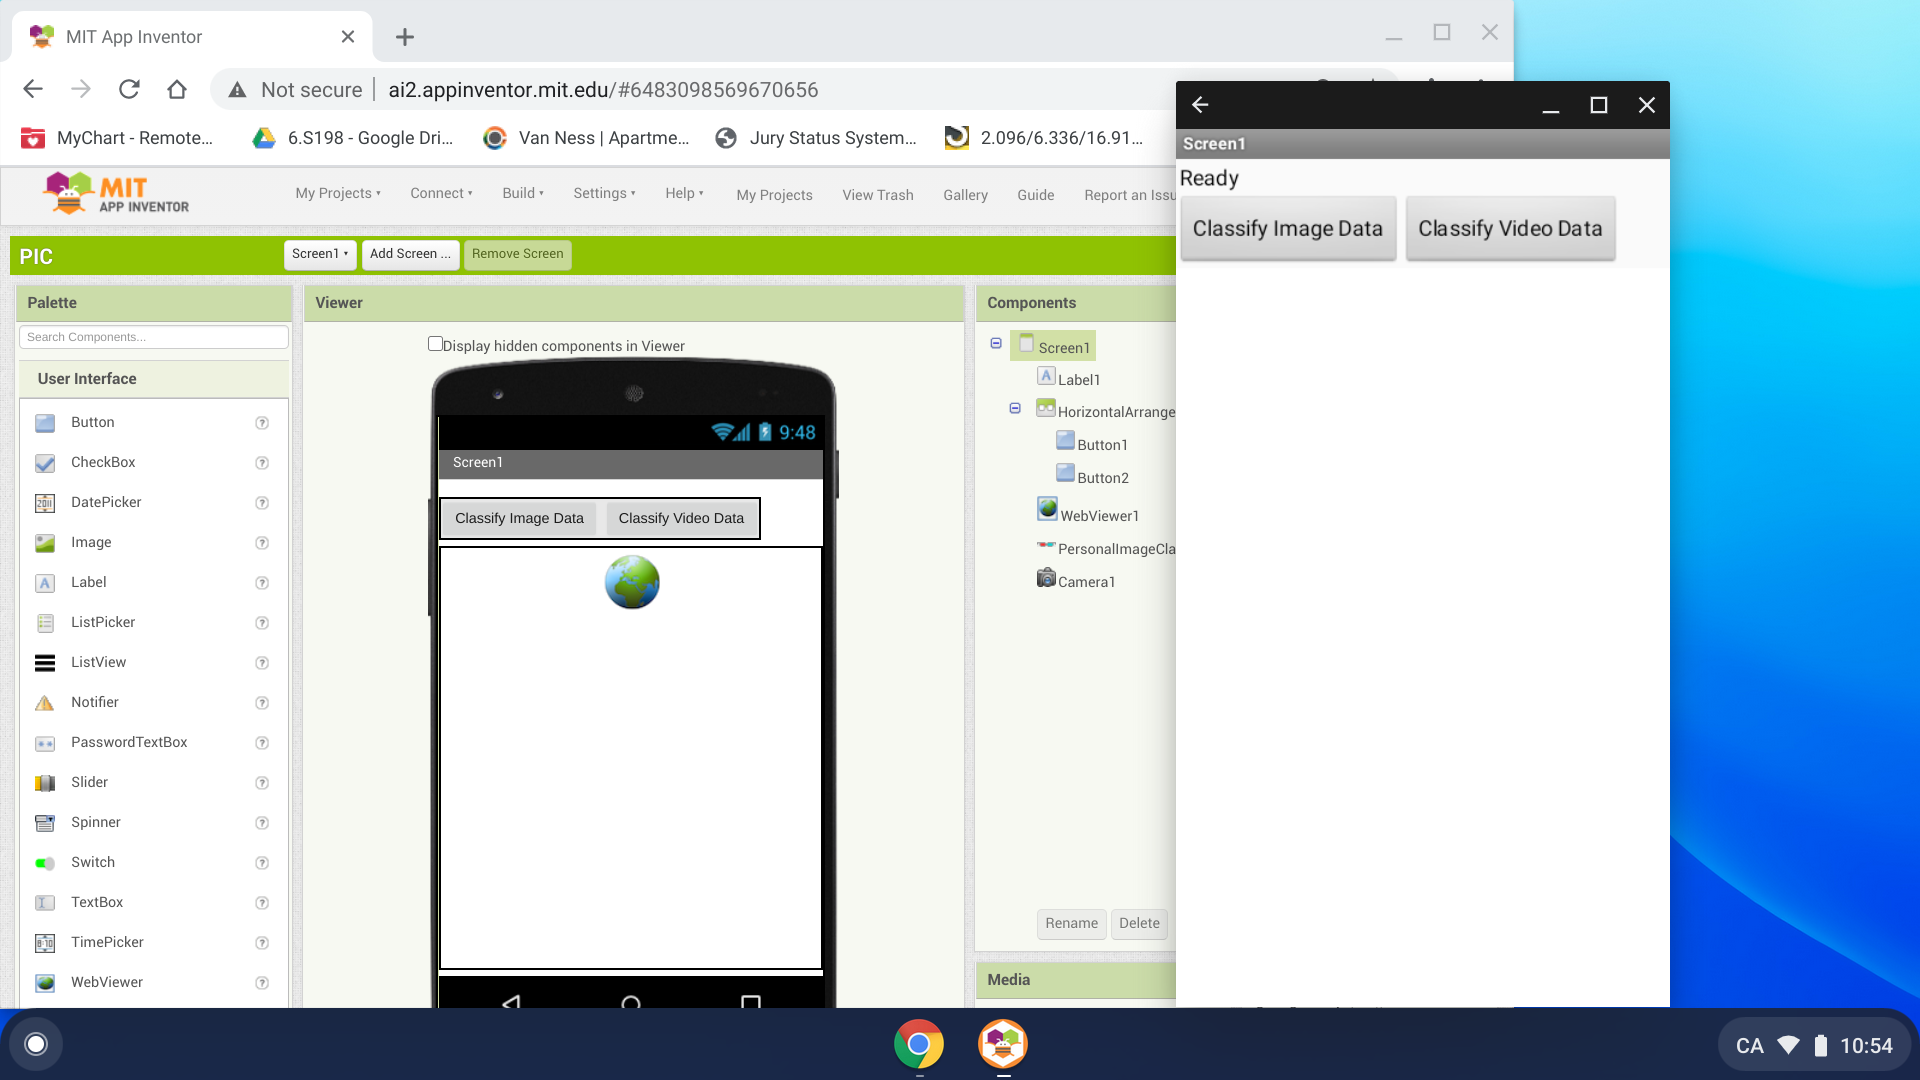 MIT App Inventor
Not secure
ai2.appinventor.mit.edu/#6483098569670656
MyChart - Remote...
6.S198 - Google Dri...
Van Ness | Apartme...
Jury Status System...
2.096/6.336/16.91...
MIT
APP INVENTOR
My Projects
Connect
Build
Settings
Help
My Projects
View Trash
Gallery
Guide
Report an Issu
PIC
Screen1
Add Screen ...
Remove Screen
Palette
Search Components...
User Interface
Button
CheckBox
DatePicker
Image
Label
ListPicker
ListView
Notifier
PasswordTextBox
Slider
Spinner
Switch
TextBox
TimePicker
WebViewer
Viewer
Display hidden components in Viewer
9:48
Screen1
Classify Image Data
Classify Video Data
Components
Screen1
Label1
HorizontalArrange
Button1
Button2
WebViewer1
PersonalImageCla
Camera1
Rename
Delete
Media
Screen1
Ready
Classify Image Data
Classify Video Data
CA
10:54